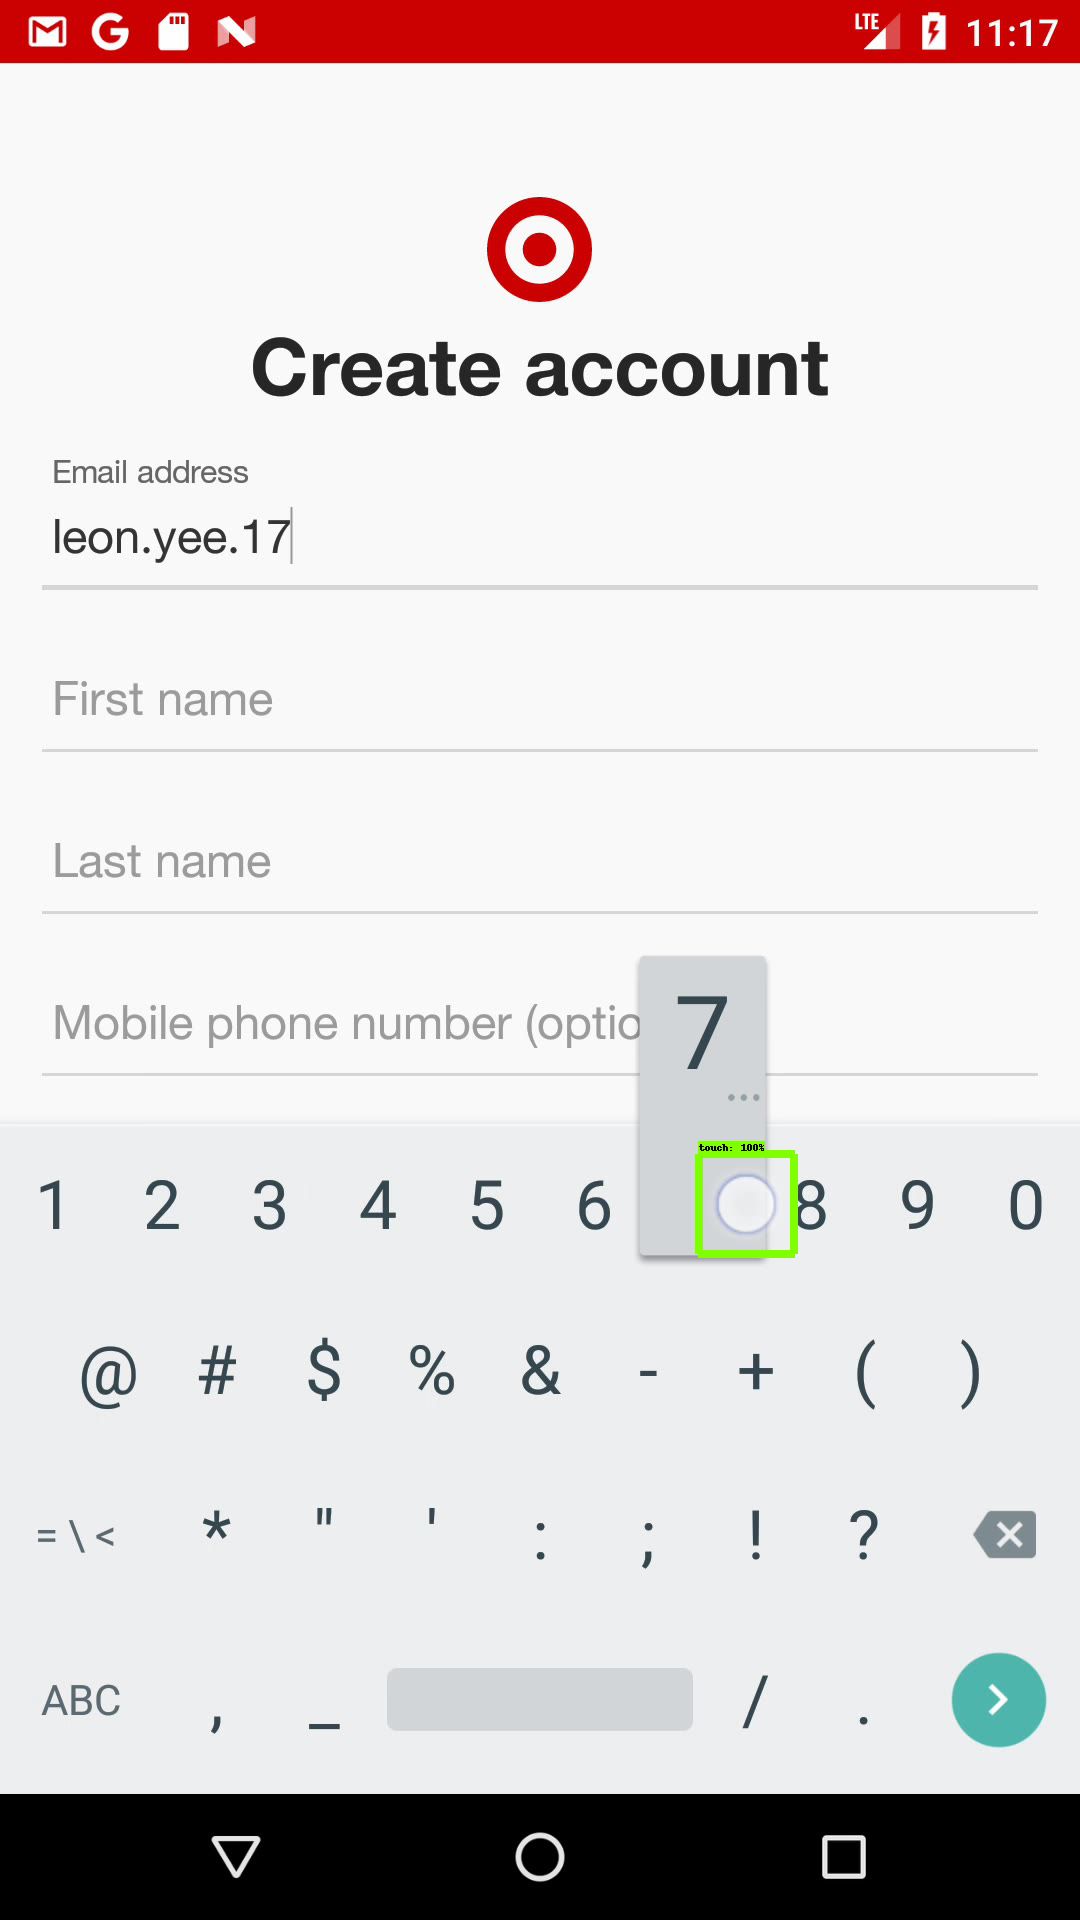 LTE 11:17
Create account
Email address
leon.yee.17
First name
Last name
Mobile phone number (optio
7
...
touch: 100%
1 2 3 4 5 6 8 9 0
@ # $ % & - + ( )
= \ < * " ' : ; ! ?
ABC , _ / .